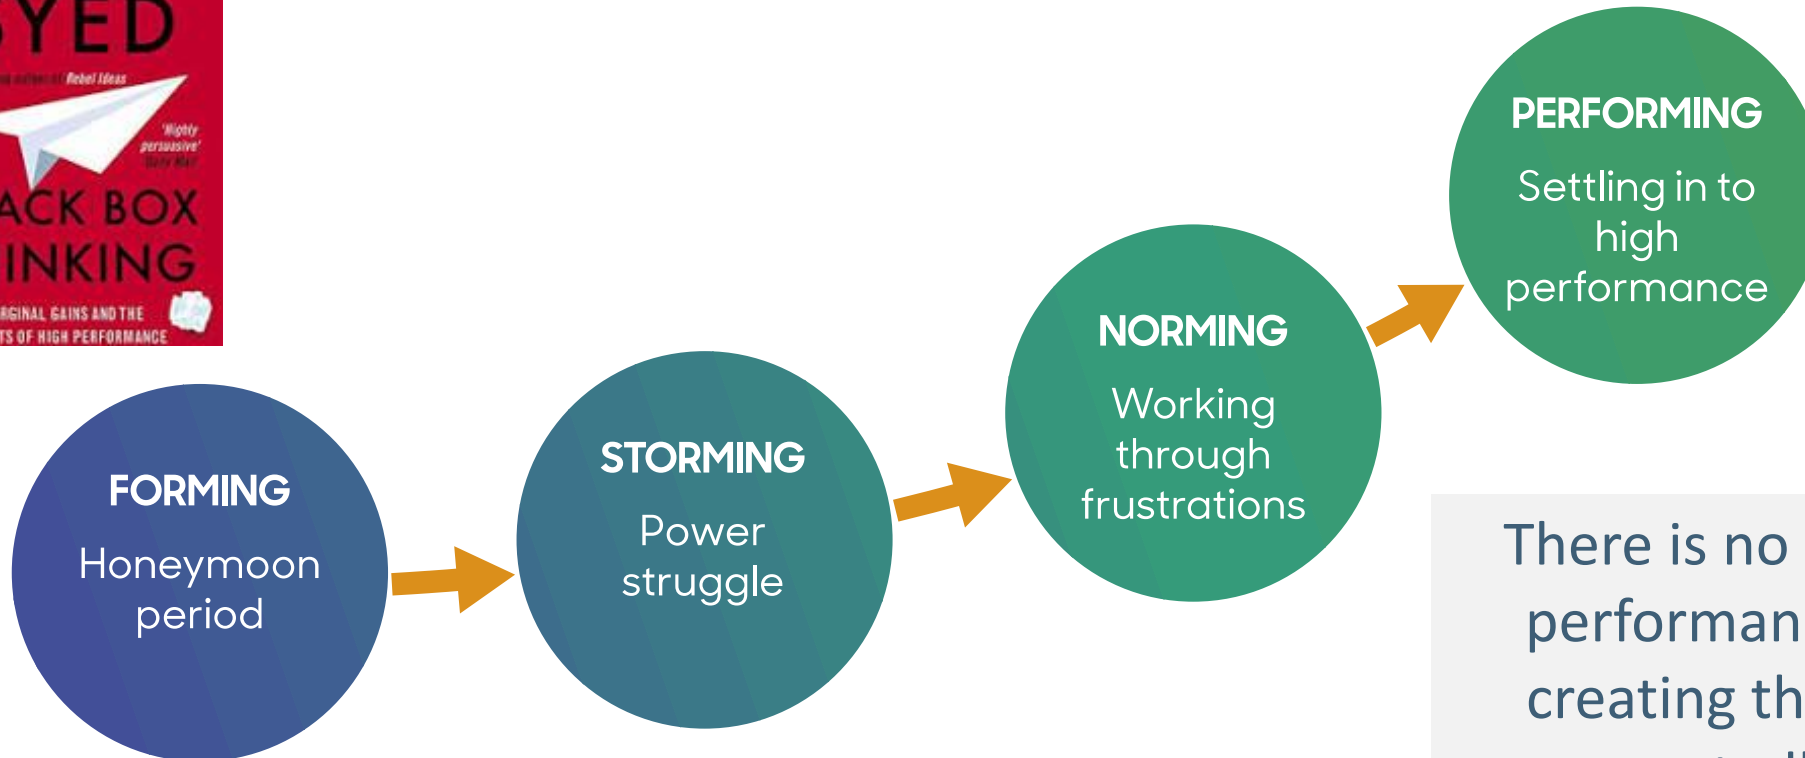 SYED
Rebel Ideas
'Highly
persuasive'
ACK BOX
INKING
RGINAL GAINS AND THE
TS OF HIGH PERFORMANCE
FORMING
Honeymoon
period
STORMING
Power
struggle
NORMING
Working
through
frustrations
PERFORMING
Settling in to
high
performance
There is no
performan
creating th